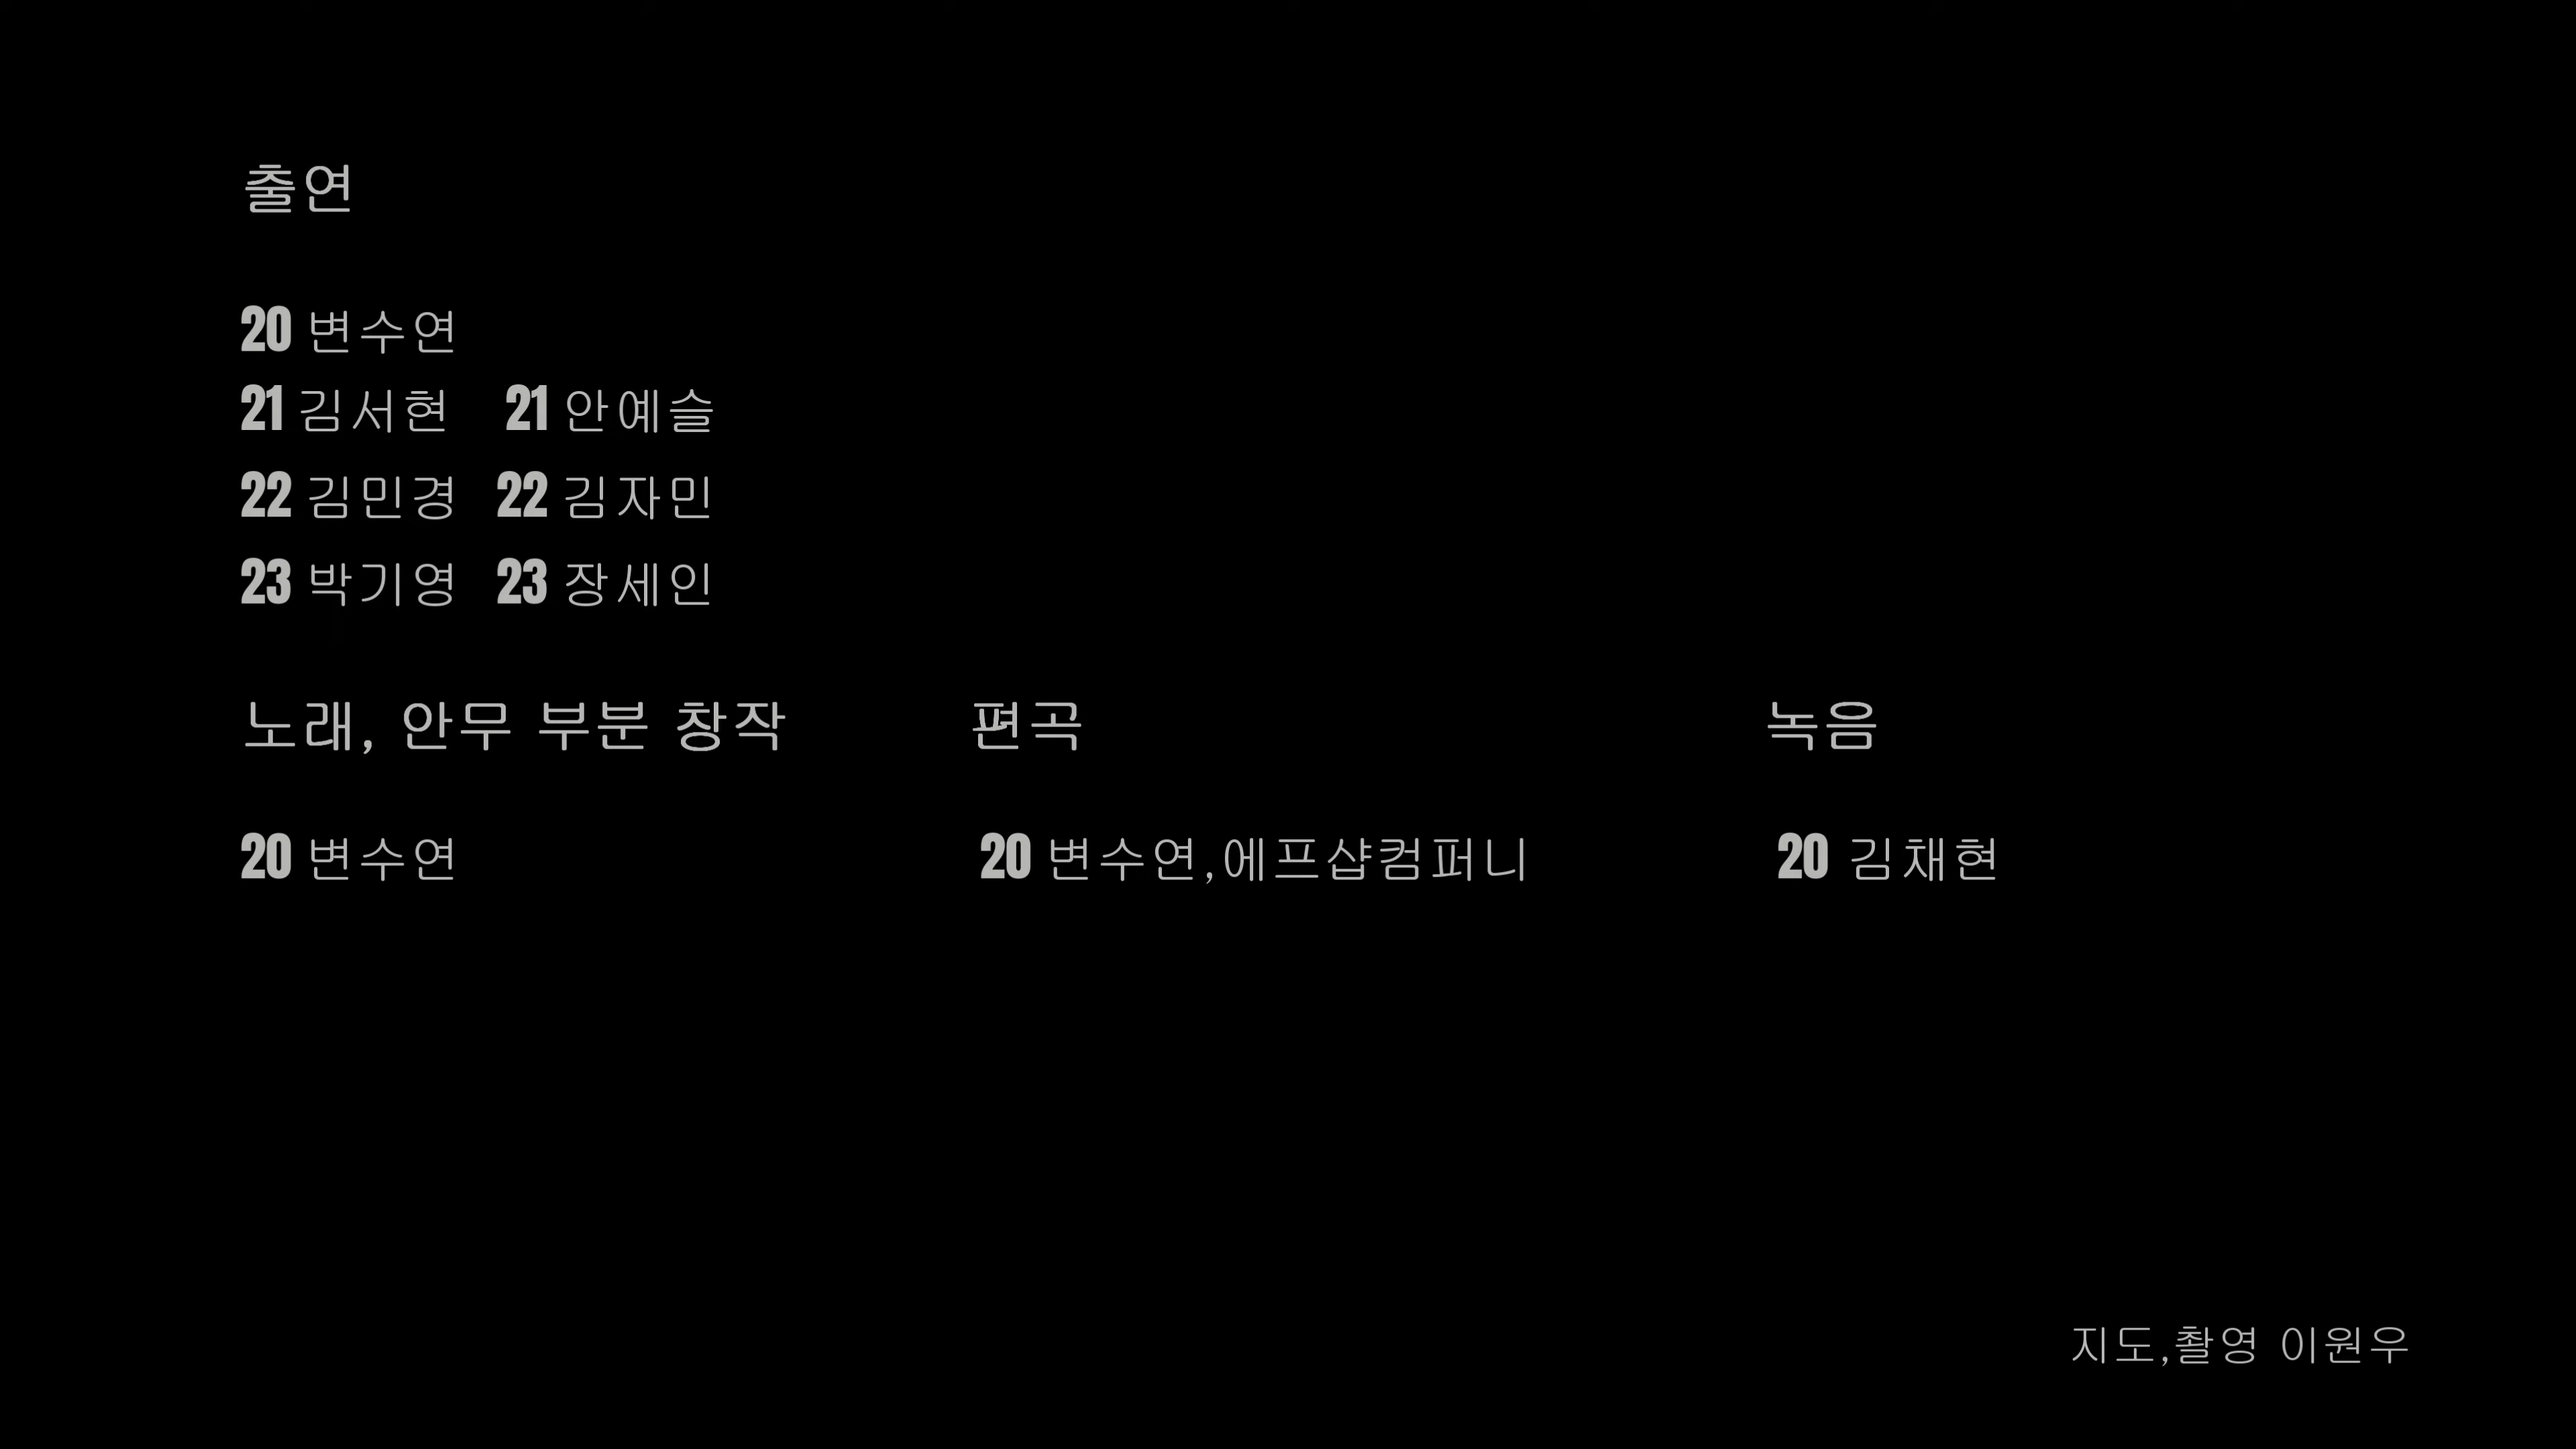 출연
20 변수연
21 김서현 21 안예슬
22 김민경 22 김자민
23 박기영 23 장세인
노래, 안무 부분 창작 편곡 녹음
20 변수연 20 변수연,에프샵컴퍼니 20 김채현
지도,촬영 이원우